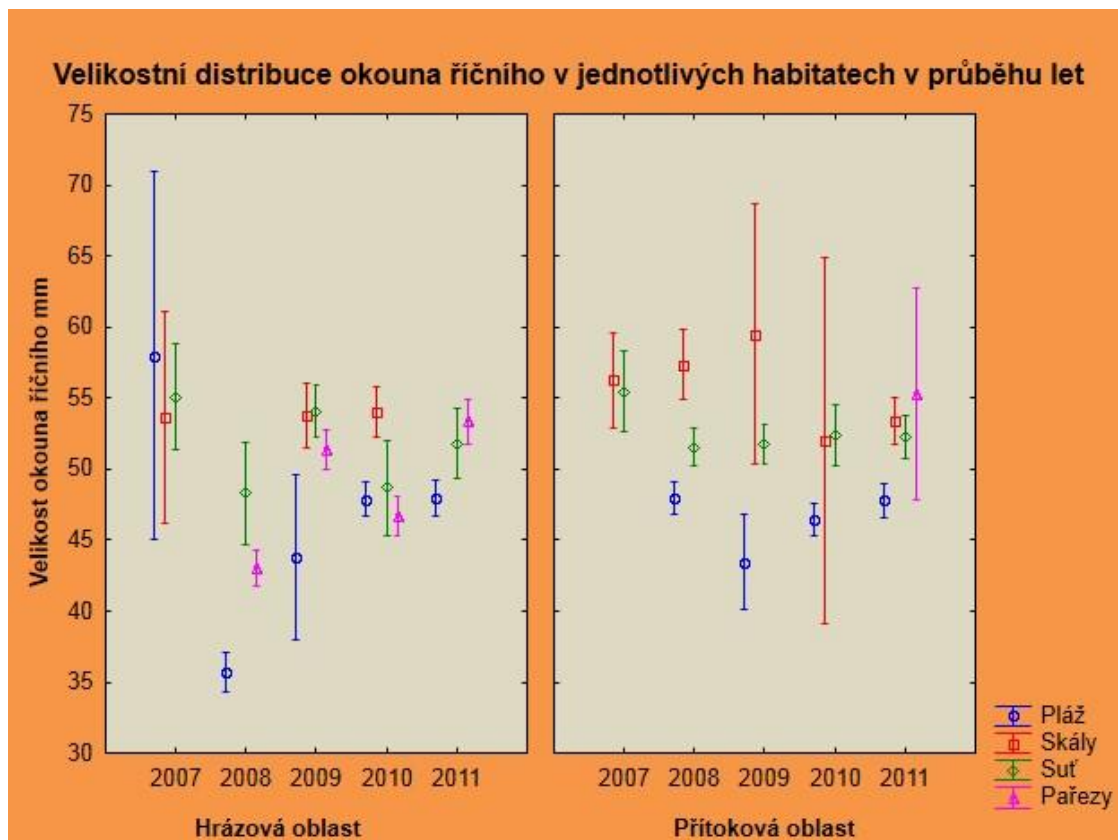 Velikostní distribuce okouna říčního v jednotlivých habitatech v průběhu let
Velikost okouna říčního mm
75
70
65
60
55
50
45
40
35
30
2007 2008 2009 2010 2011
Hrázová oblast
2007 2008 2009 2010 2011
Přítoková oblast
Pláž
Skály
Suť
Pařezy